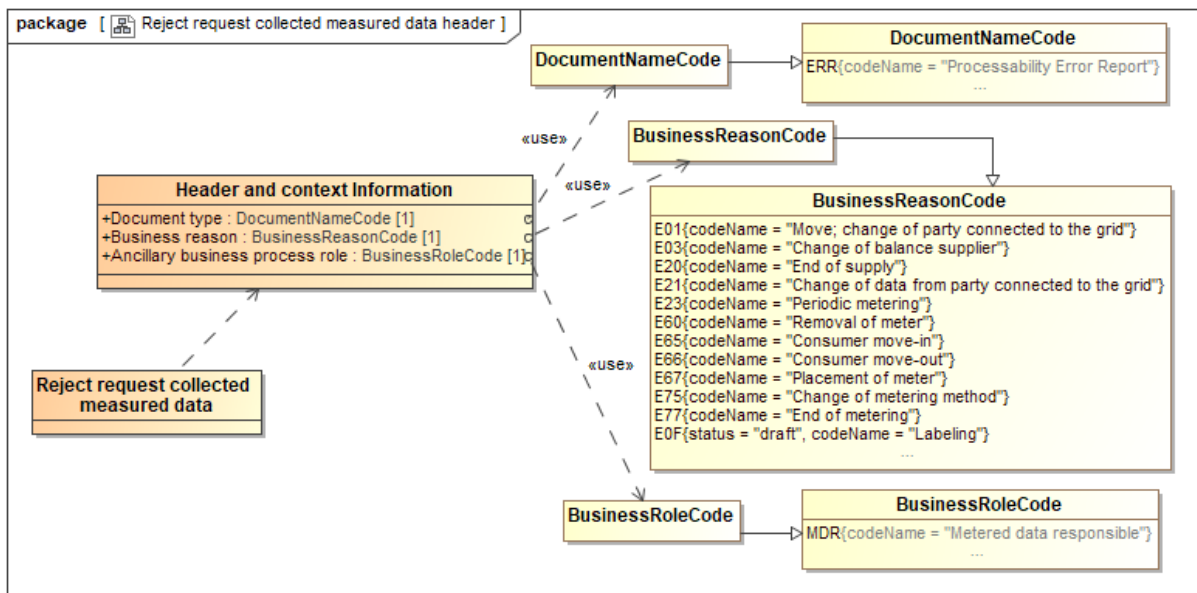 package [ Reject request collected measured data header ]
DocumentNameCode
DocumentNameCode
ERR{codeName = "Processability Error Report"}
...
«use»
BusinessReasonCode
«use»
Header and context Information
+Document type : DocumentNameCode [1]
+Business reason : BusinessReasonCode [1]
+Ancillary business process role : BusinessRoleCode [1]
BusinessReasonCode
E01{codeName = "Move; change of party connected to the grid"}
E03{codeName = "Change of balance supplier"}
E20{codeName = "End of supply"}
E21{codeName = "Change of data from party connected to the grid"}
E23{codeName = "Periodic metering"}
E60{codeName = "Removal of meter"}
E65{codeName = "Consumer move-in"}
E66{codeName = "Consumer move-out"}
E67{codeName = "Placement of meter"}
E75{codeName = "Change of metering method"}
E77{codeName = "End of metering"}
E0F{status = "draft", codeName = "Labeling"}
...
«use»
Reject request collected
measured data
BusinessRoleCode
BusinessRoleCode
MDR{codeName = "Metered data responsible"}
...